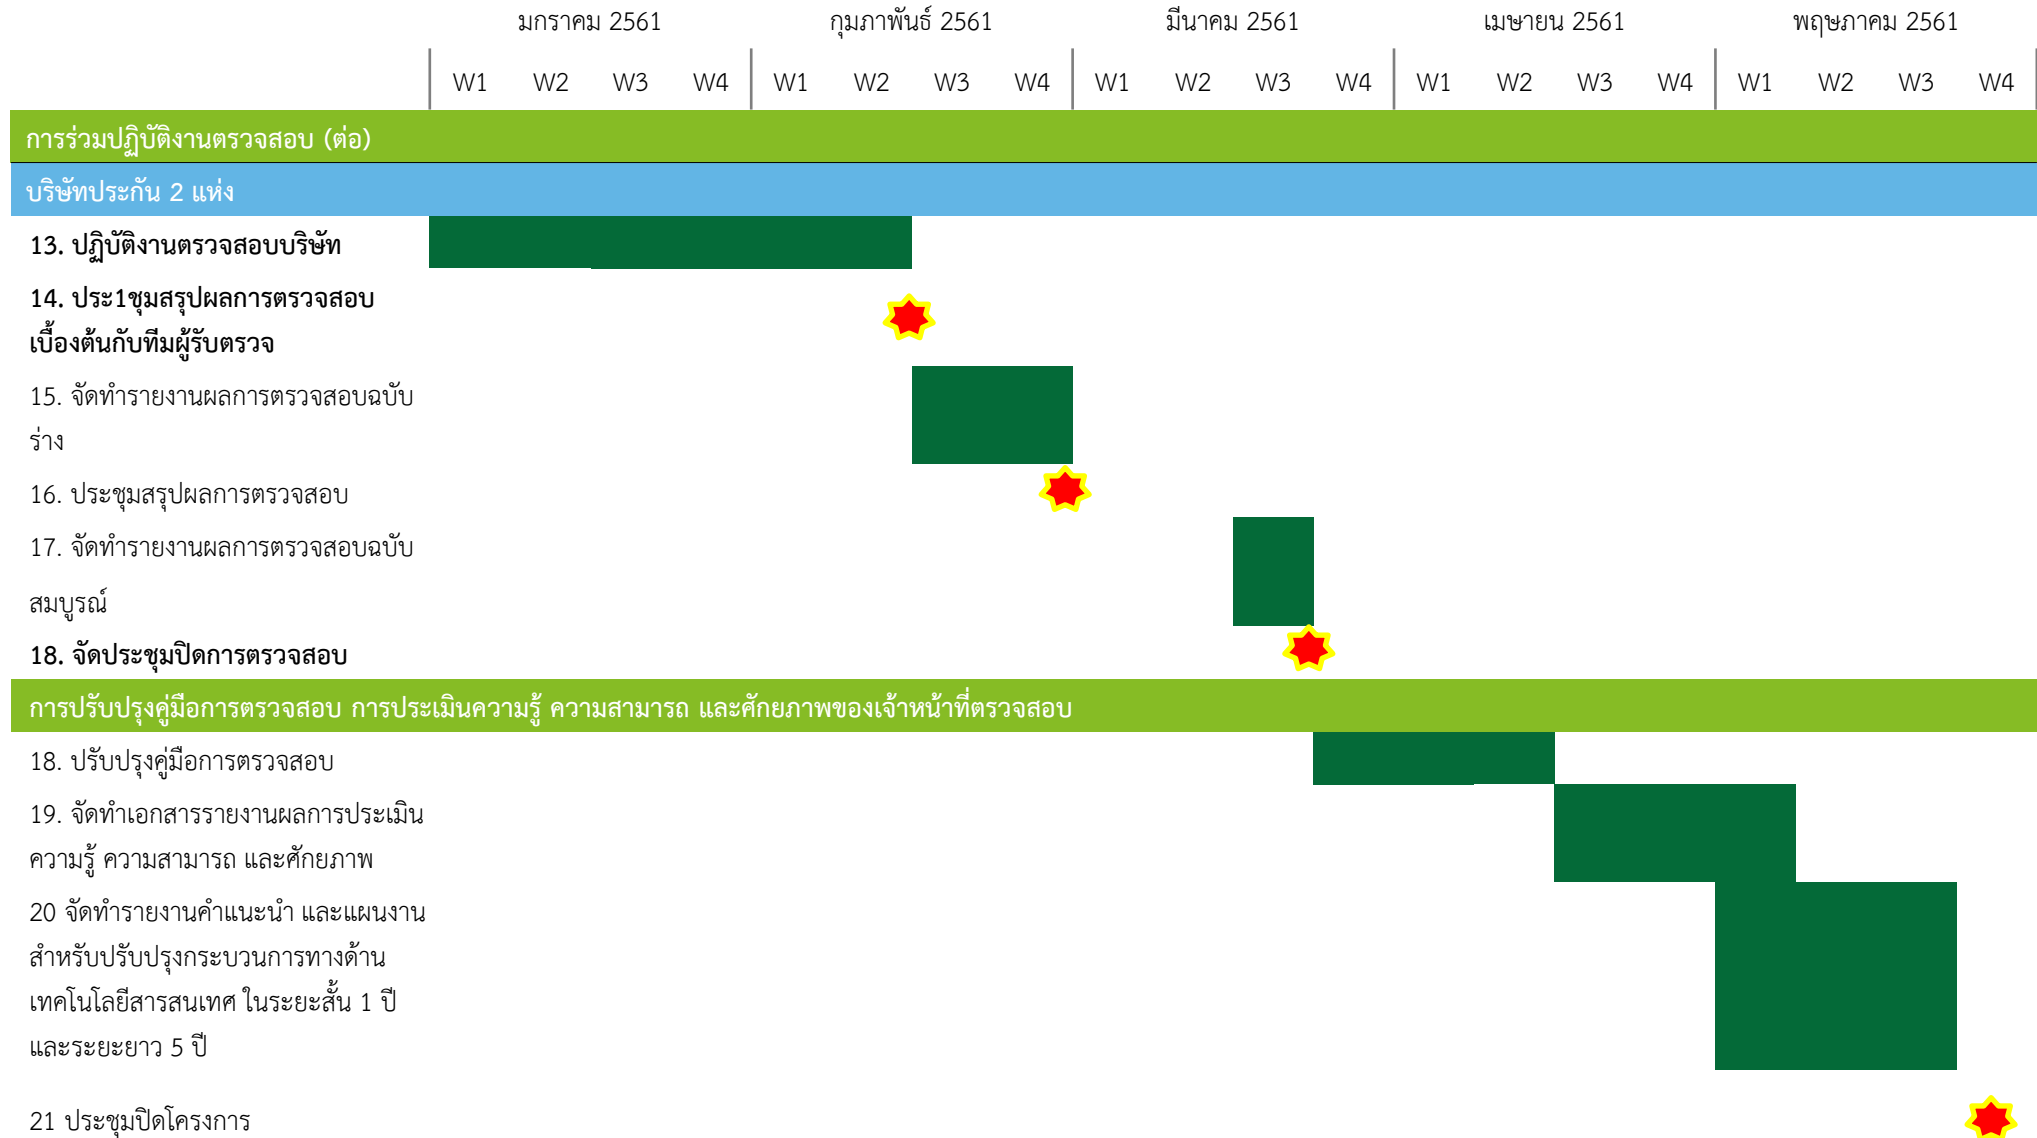 มกราคม 2561 กุมภาพันธ์ 2561 มีนาคม 2561 เมษายน 2561 พฤษภาคม 2561
W1 W2 W3 W4 W1 W2 W3 W4 W1 W2 W3 W4 W1 W2 W3 W4 W1 W2 W3 W4
การร่วมปฏิบัติงานตรวจสอบ (ต่อ)
บริษัทประกัน 2 แห่ง
13. ปฏิบัติงานตรวจสอบบริษัท
14. ประ1ชุมสรุปผลการตรวจสอบ
เบื้องต้นกับทีมผู้รับตรวจ
15. จัดทำรายงานผลการตรวจสอบฉบับ
ร่าง
16. ประชุมสรุปผลการตรวจสอบ
17. จัดทำรายงานผลการตรวจสอบฉบับ
สมบูรณ์
18. จัดประชุมปิดการตรวจสอบ
การปรับปรุงคู่มือการตรวจสอบ การประเมินความรู้ ความสามารถ และศักยภาพของเจ้าหน้าที่ตรวจสอบ
18. ปรับปรุงคู่มือการตรวจสอบ
19. จัดทำเอกสารรายงานผลการประเมิน
ความรู้ ความสามารถ และศักยภาพ
20 จัดทำรายงานคำแนะนำ และแผนงาน
สำหรับปรับปรุงกระบวนการทางด้าน
เทคโนโลยีสารสนเทศ ในระยะสั้น 1 ปี
และระยะยาว 5 ปี
21 ประชุมปิดโครงการ